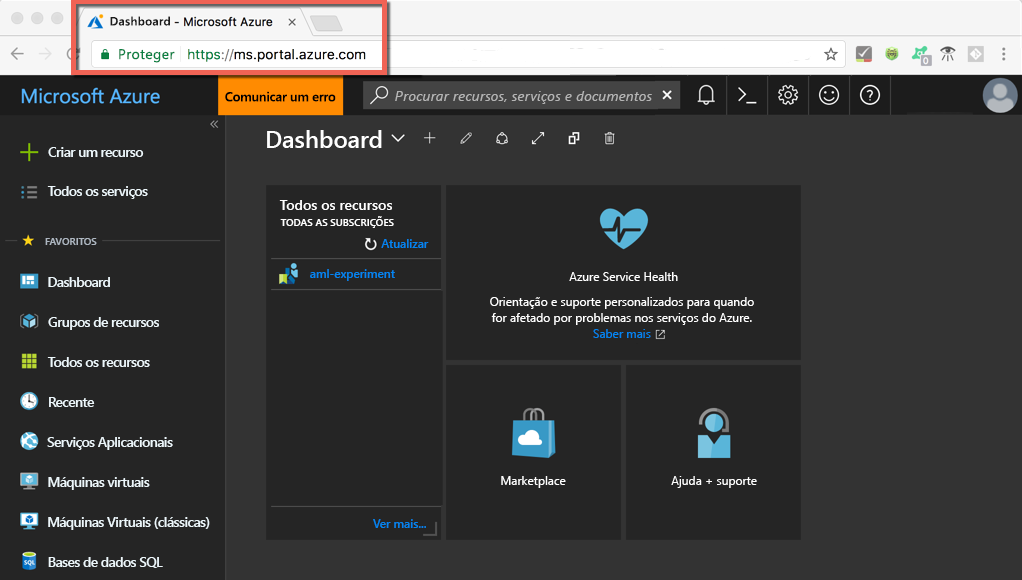 Dashboard - Microsoft Azure
Proteger https://ms.portal.azure.com
0
Microsoft Azure
Comunicar um erro
Procurar recursos, serviços e documentos
Criar um recurso
Todos os serviços
FAVORITOS
Dashboard
Grupos de recursos
Todos os recursos
Recente
Serviços Aplicacionais
Máquinas virtuais
Máquinas Virtuais (clássicas)
SQL
Bases de dados SQL
Dashboard
Todos os recursos
TODAS AS SUBSCRIÇÕES
Atualizar
aml-experiment
Ver mais...
Azure Service Health
Orientação e suporte personalizados para quando
for afetado por problemas nos serviços do Azure.
Saber mais
Marketplace
Ajuda + suporte